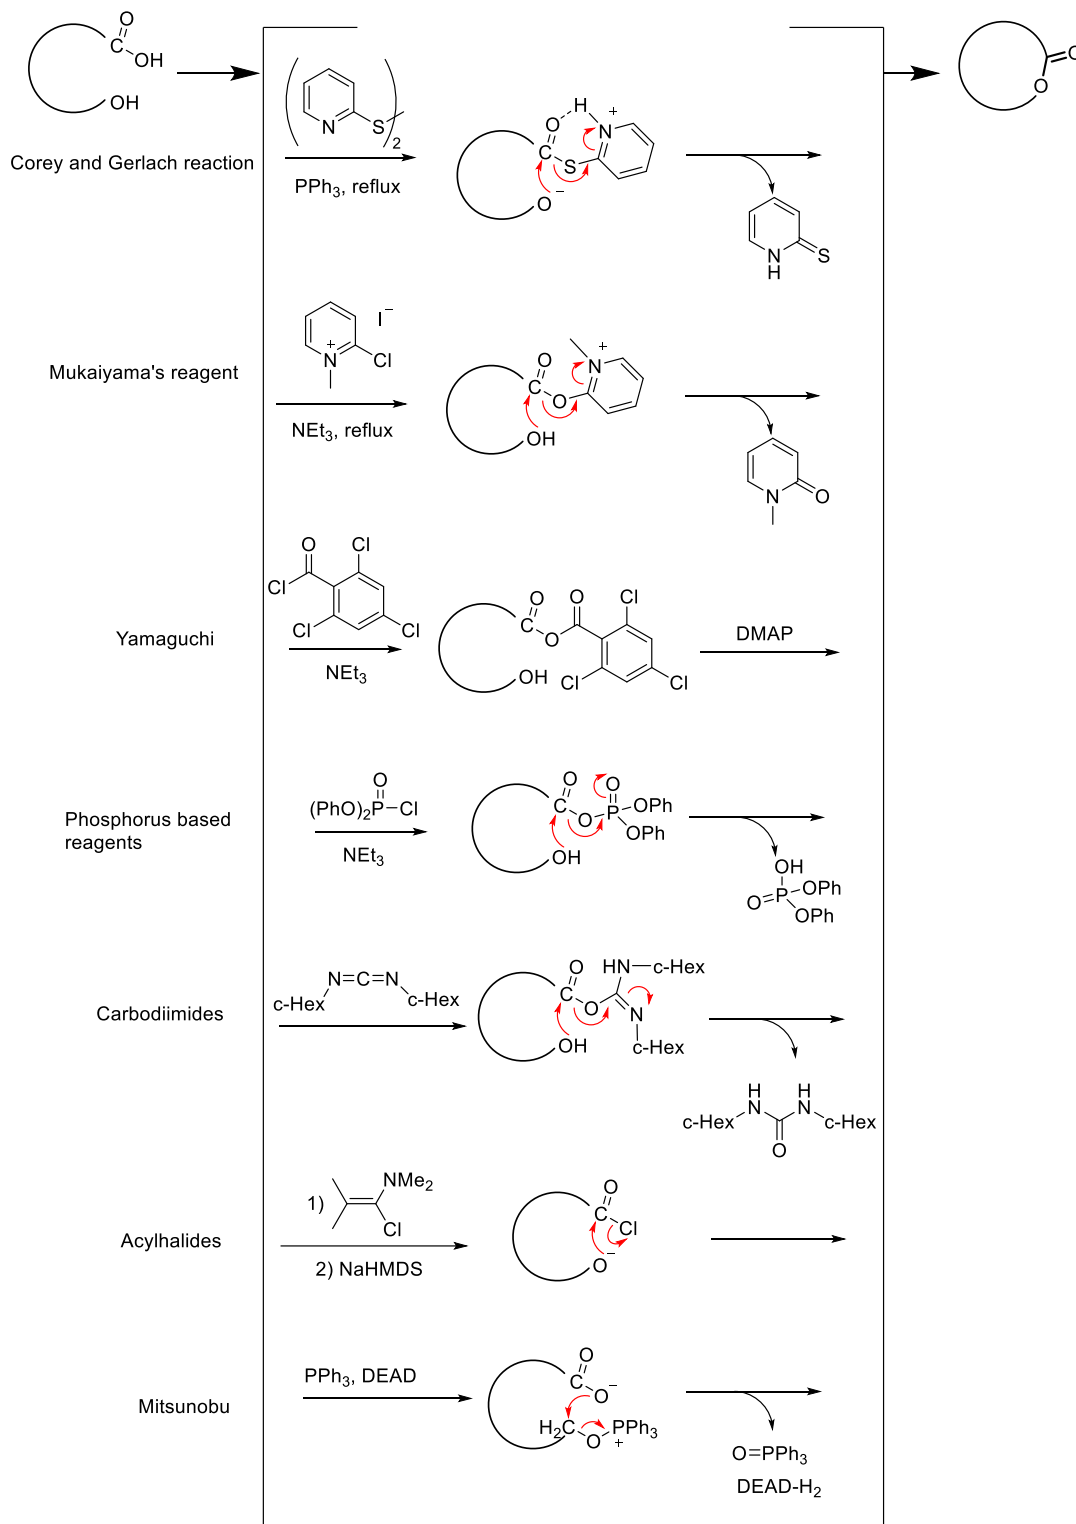 O
C
OH
OH
O
O
Corey and Gerlach reaction
N
S
2
PPh3, reflux
O
H
N
+
C
S
O
−
N
H
S
Mukaiyama's reagent
I−
N
+
Cl
NEt3, reflux
O
N
+
C
O
OH
N
O
Yamaguchi
O
Cl
Cl
Cl
Cl
NEt3
O
O
Cl
C
O
OH
Cl
Cl
DMAP
Phosphorus based
reagents
O
(PhO)2P
Cl
NEt3
O
O
C
O
P
OPh
OPh
OH
OH
O
P
OPh
OPh
Carbodiimides
N=C=N
c-Hex
c-Hex
O
HN
c-Hex
C
O
N
OH
c-Hex
H
N
H
N
c-Hex
c-Hex
O
Acylhalides
1)
NMe2
Cl
2) NaHMDS
O
C
Cl
O−
Mitsunobu
PPh3, DEAD
O
C
O
−
H2C
O
PPh3
+
O=PPh3
DEAD-H2